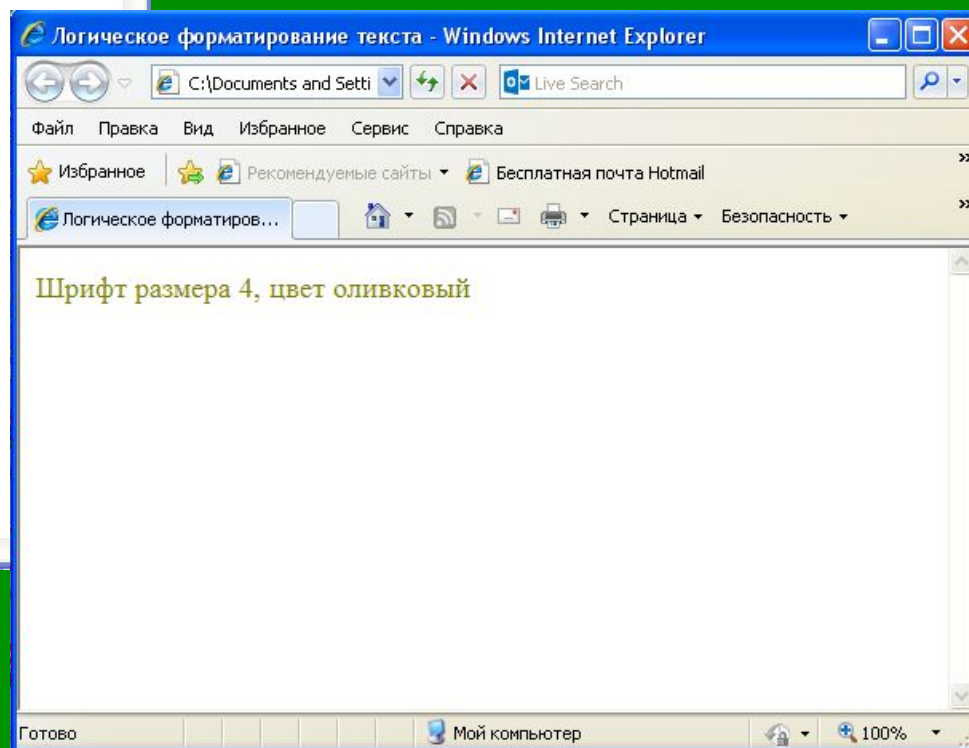 Логическое форматирование текста - Windows Internet Explorer
C:\Documents and Setti Live Search
Файл Правка Вид Избранное Сервис Справка
Избранное Рекомендуемые сайты Бесплатная почта Hotmail
Логическое форматиров... Страница Безопасность
Шрифт размера 4, цвет оливковый
Готово Мой компьютер 100%